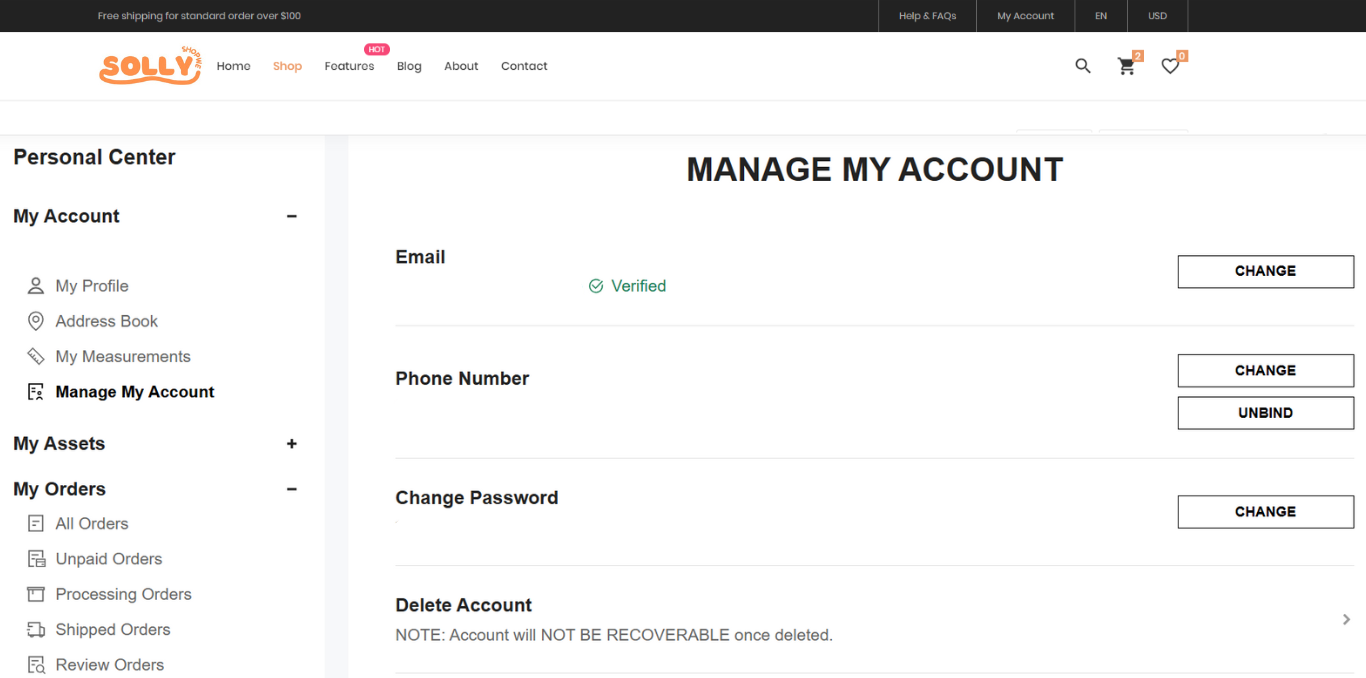 Free shipping for standard order over $100
Help & FAQs
My Account
EN
USD
SOLLY
SHOPME
Home
Shop
Features
HOT
Blog
About
Contact
2
0
Personal Center
My Account
My Profile
Address Book
My Measurements
Manage My Account
My Assets
My Orders
All Orders
Unpaid Orders
Processing Orders
Shipped Orders
Review Orders
MANAGE MY ACCOUNT
Email
Verified
CHANGE
Phone Number
CHANGE
UNBIND
Change Password
CHANGE
Delete Account
NOTE: Account will NOT BE RECOVERABLE once deleted.